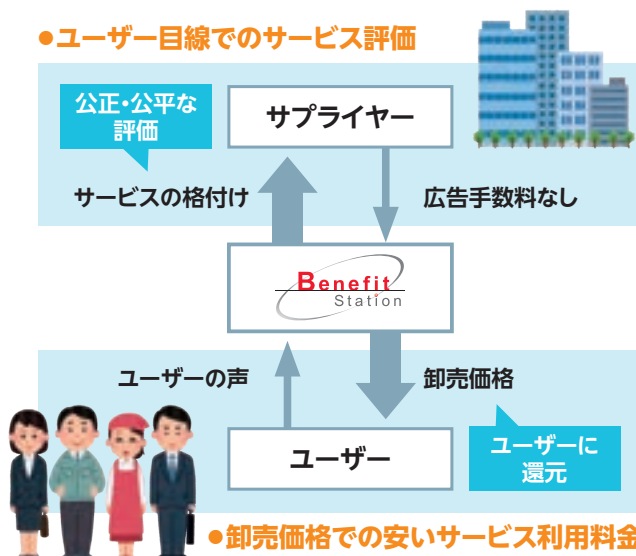 ●ユーザー目線でのサービス評価
公正・公平な
評価
サプライヤー
サービスの格付け
広告手数料なし
Benefit
Station
ユーザーの声
卸売価格
ユーザー
ユーザーに
還元
●卸売価格での安いサービス利用料金